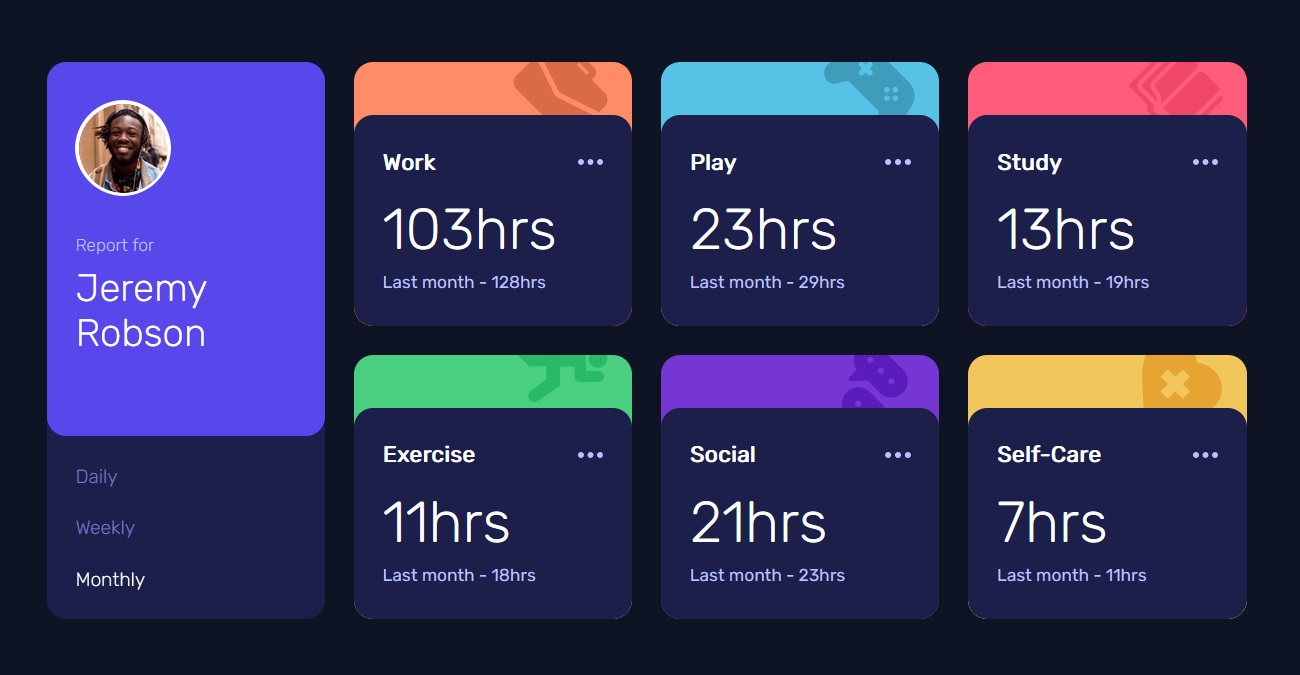 Report for
Jeremy
Robson
Daily
Weekly
Monthly
Work
103hrs
Last month - 128hrs
Play
23hrs
Last month - 29hrs
Study
13hrs
Last month - 19hrs
Exercise
11hrs
Last month - 18hrs
Social
21hrs
Last month - 23hrs
Self-Care
7hrs
Last month - 11hrs